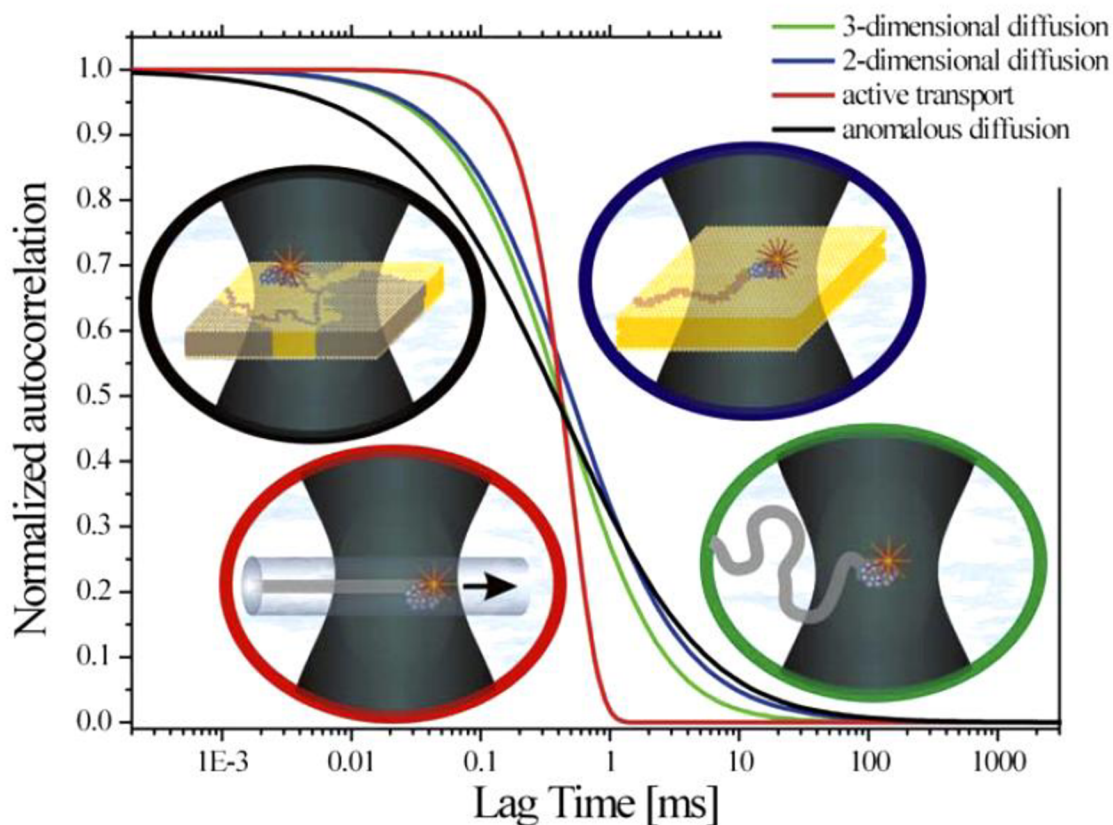 3-dimensional diffusion
2-dimensional diffusion
active transport
anomalous diffusion
Normalized autocorrelation
1.0
0.9
0.8
0.7
0.6
0.5
0.4
0.3
0.2
0.1
0.0
1E-3 0.01 0.1 1 10 100 1000
Lag Time [ms]